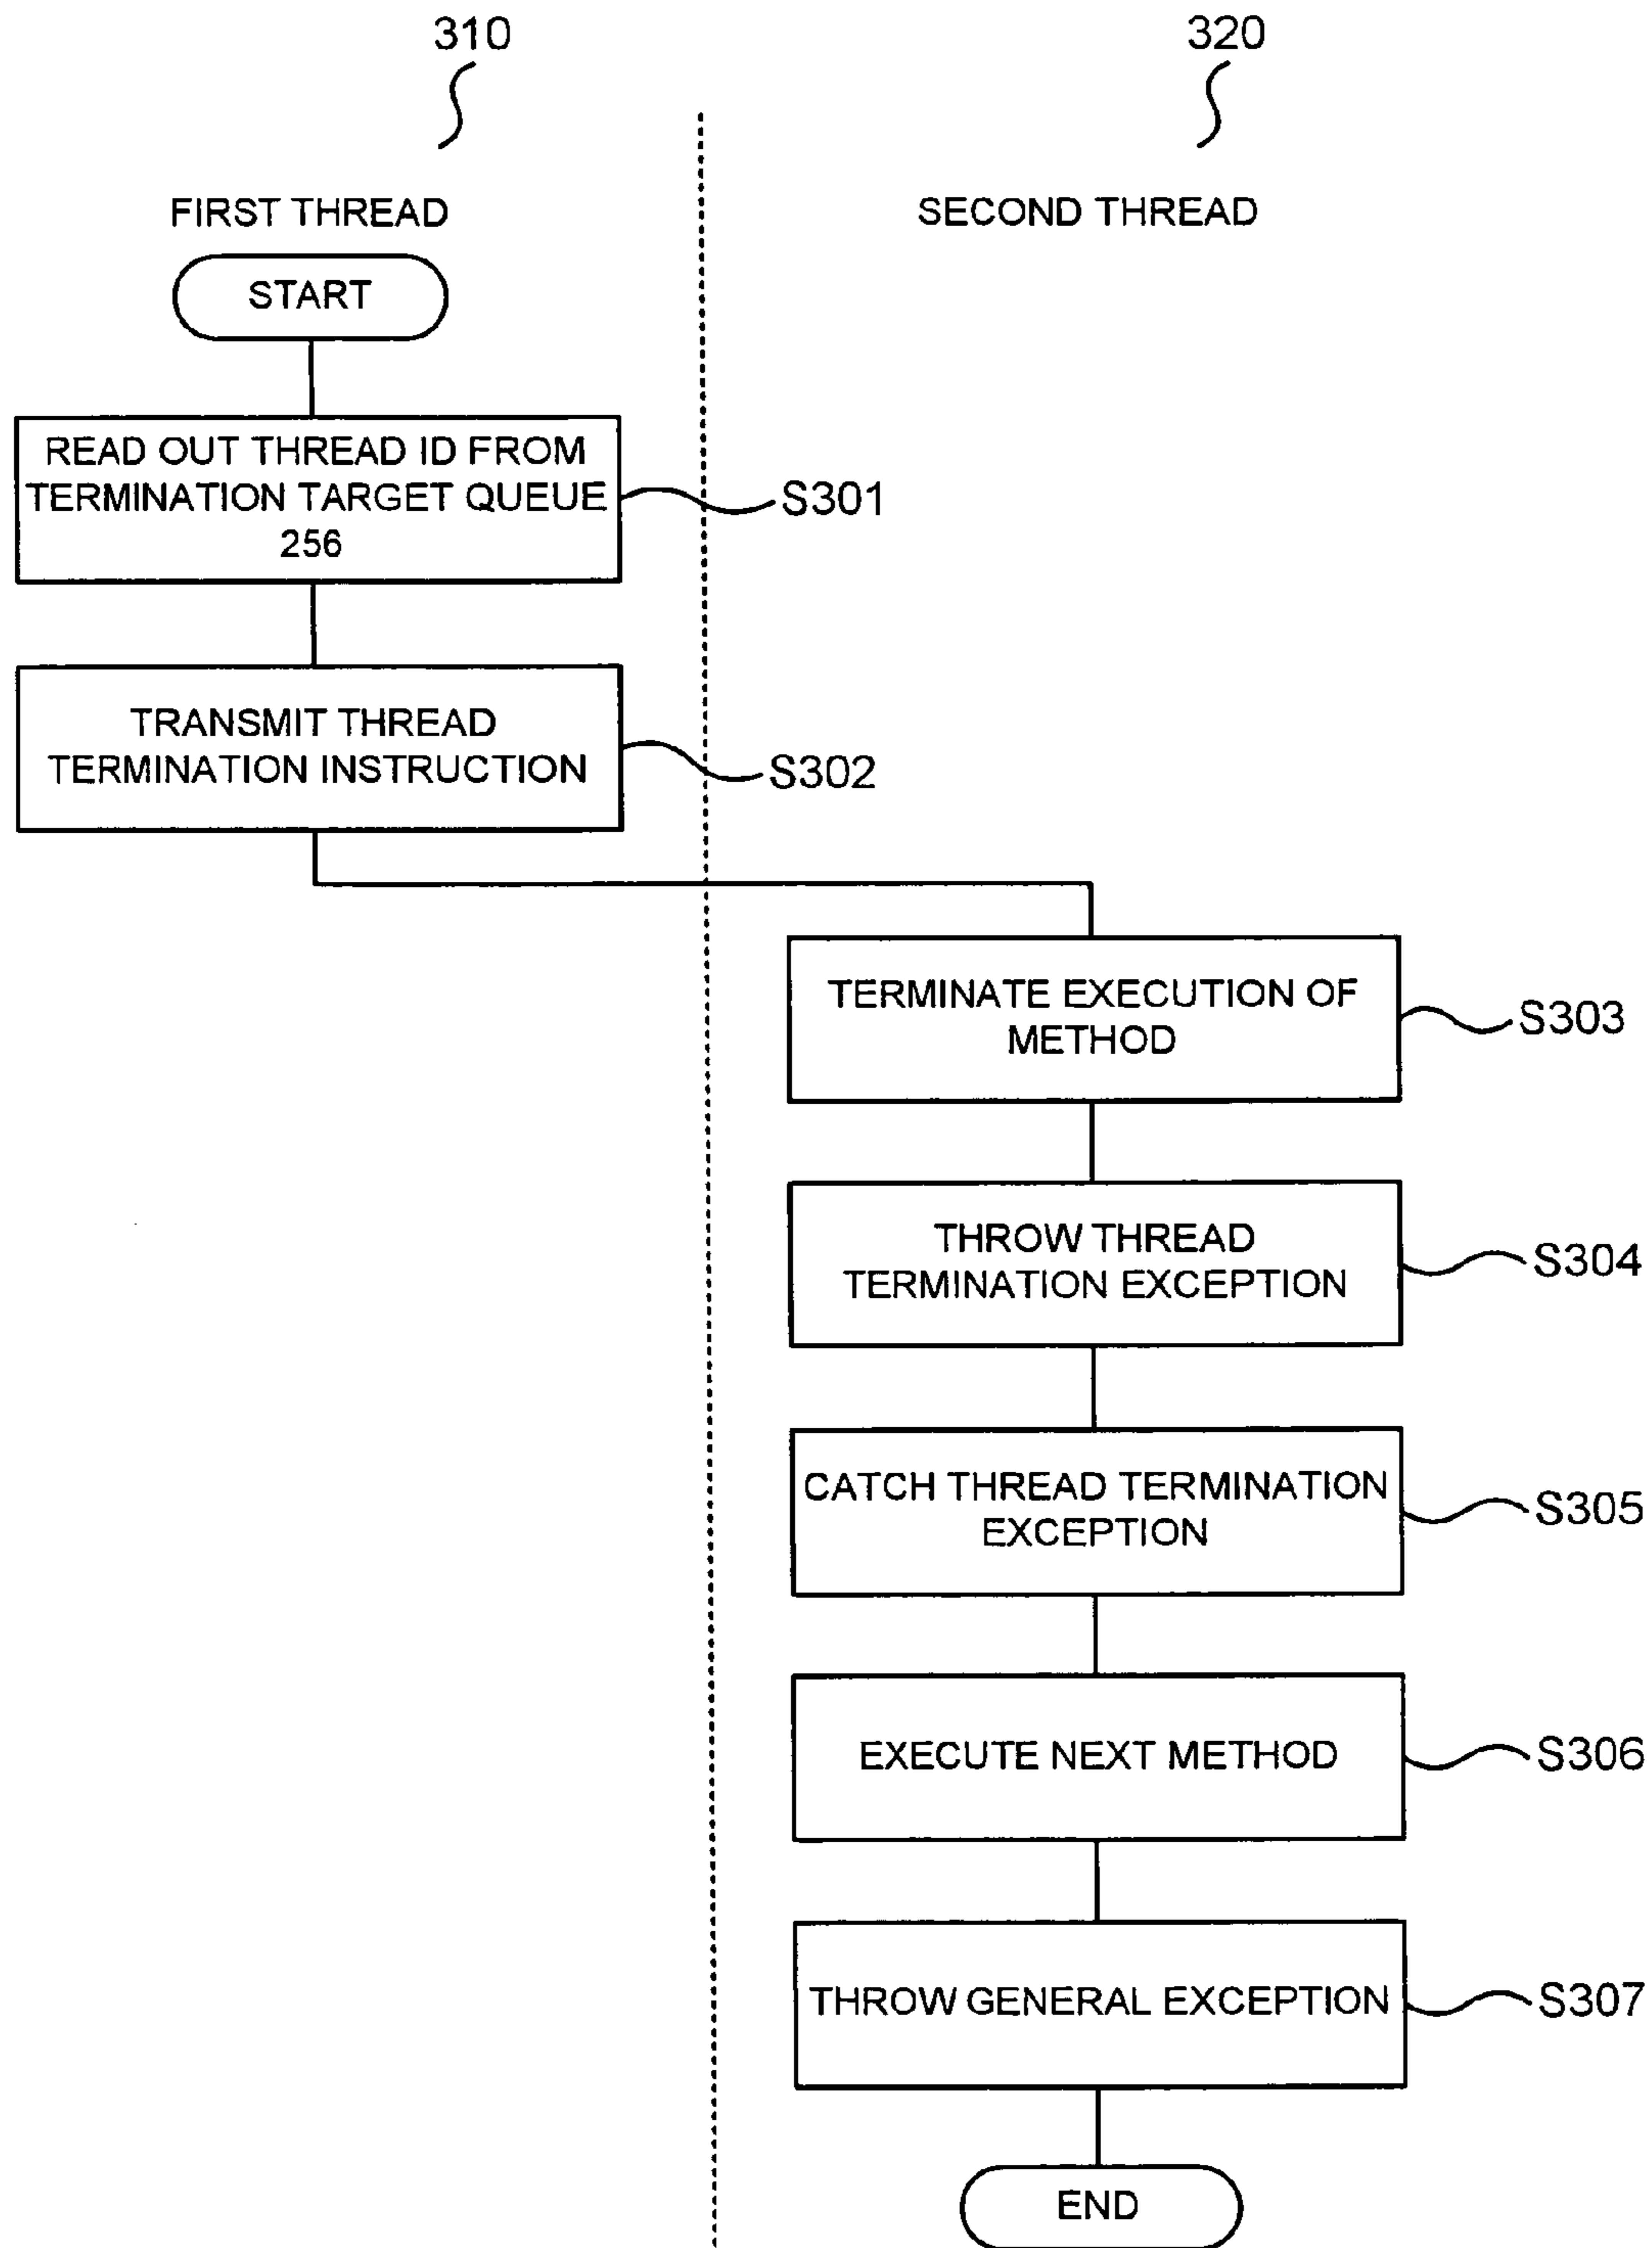 310
320
FIRST THREAD
SECOND THREAD
START
READ OUT THREAD ID FROM
TERMINATION TARGET QUEUE
256
S301
TRANSMIT THREAD
TERMINATION INSTRUCTION
S302
TERMINATE EXECUTION OF
METHOD
S303
THROW THREAD
TERMINATION EXCEPTION
S304
CATCH THREAD TERMINATION
EXCEPTION
S305
EXECUTE NEXT METHOD
S306
THROW GENERAL EXCEPTION
S307
END